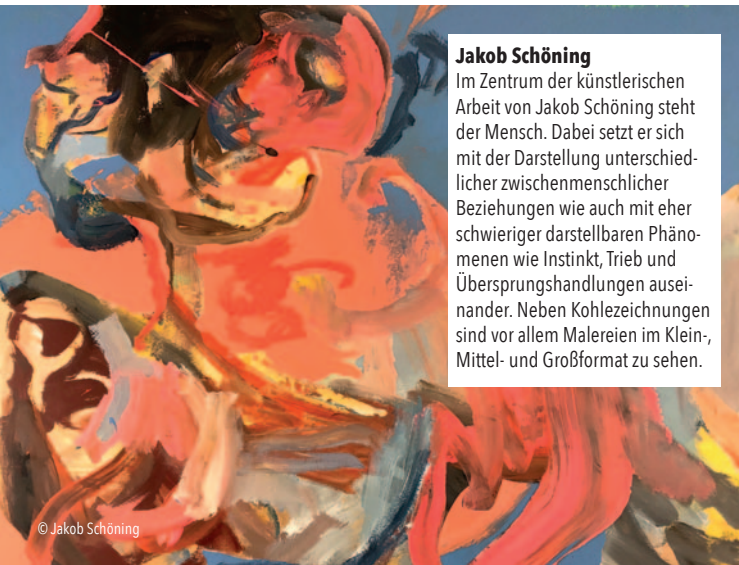 Jakob Schöning
Im Zentrum der künstlerischen
Arbeit von Jakob Schöning steht
der Mensch. Dabei setzt er sich
mit der Darstellung unterschied-
licher zwischenmenschlicher
Beziehungen wie auch mit eher
schwieriger darstellbaren Phäno-
menen wie Instinkt, Trieb und
Übersprungshandlungen ausei-
nander. Neben Kohlezeichnungen
sind vor allem Malereien im Klein-,
Mittel- und Großformat zu sehen.
© Jakob Schöning